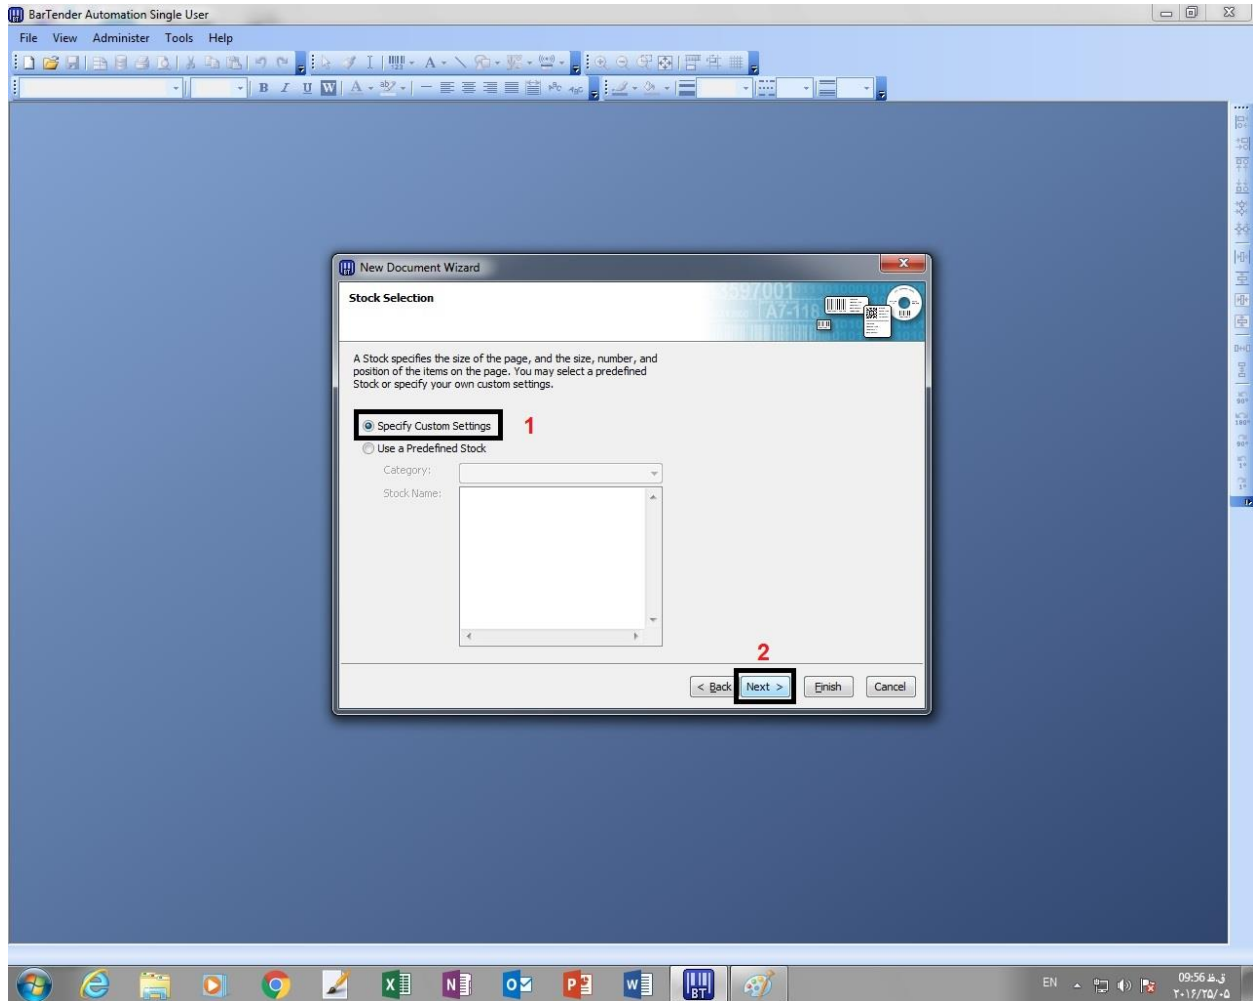 BarTender Automation Single User
File View Administer Tools Help
New Document Wizard
Stock Selection
A Stock specifies the size of the page, and the size, number, and
position of the items on the page. You may select a predefined
Stock or specify your own custom settings.
Specify Custom Settings 1
Use a Predefined Stock
Category:
Stock Name:
2
< Back Next > Finish Cancel
EN
09:56 ق.ظ
٢٠١۶/٢۵/٠۵